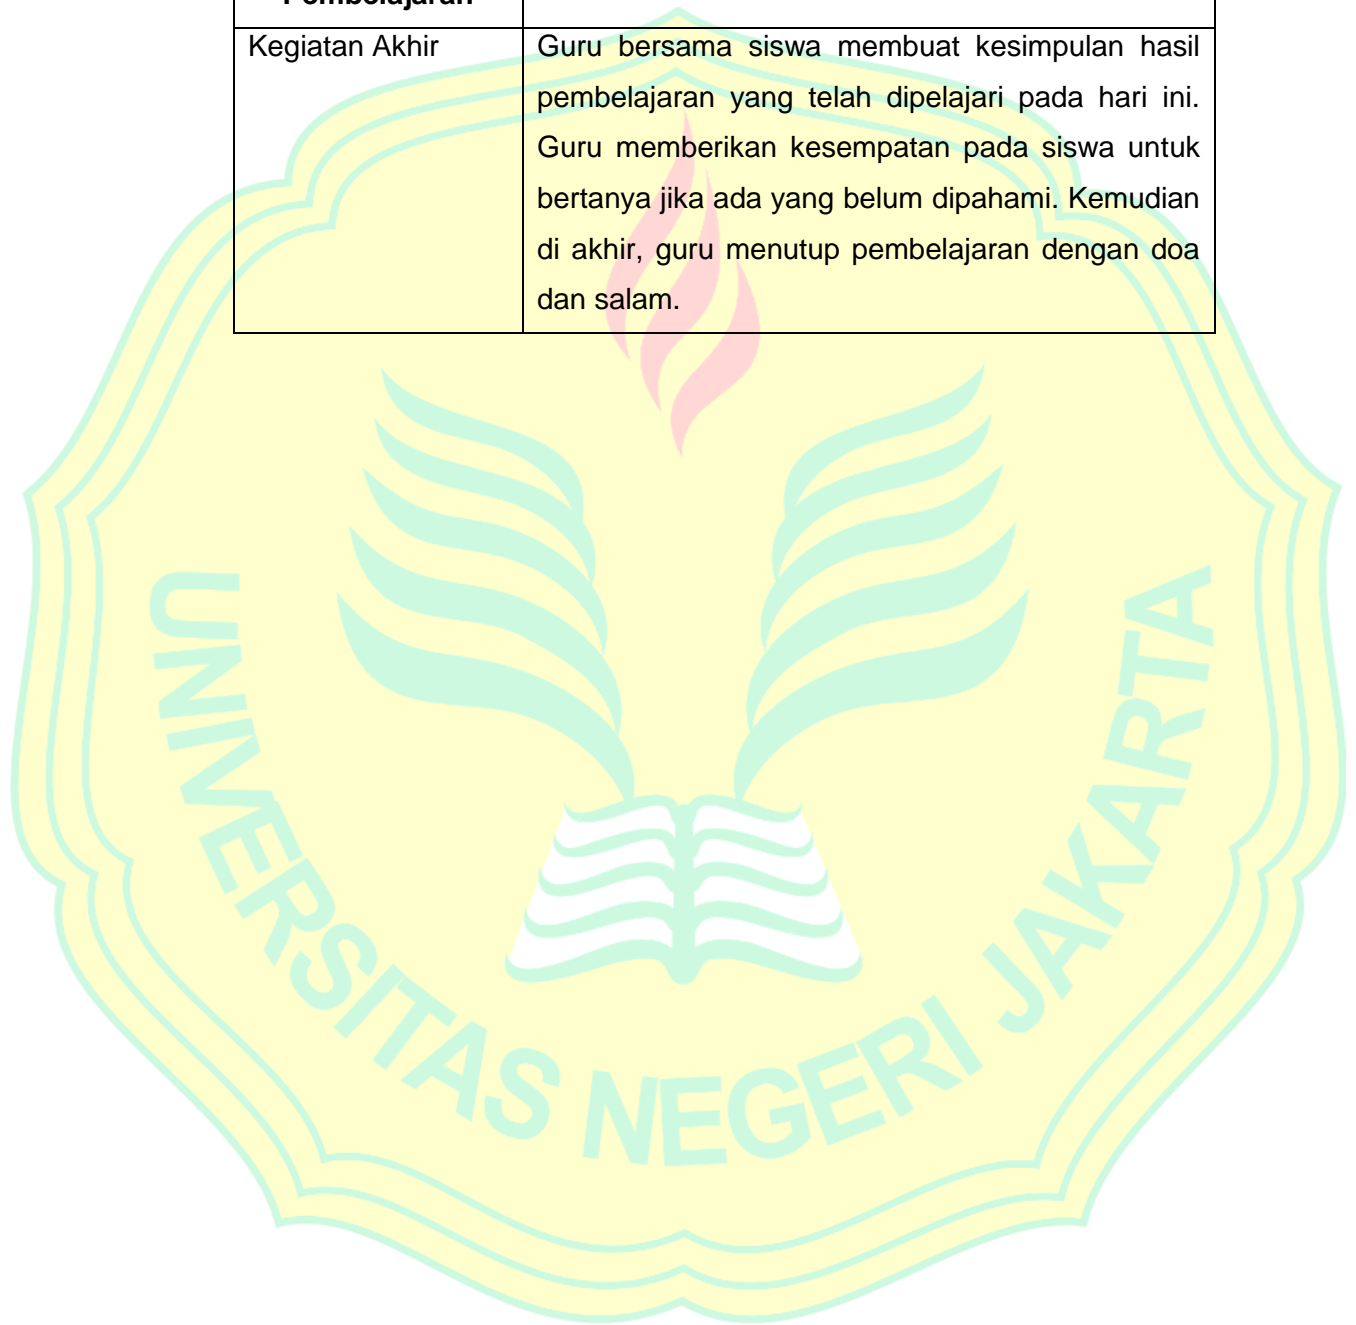 Pembelajaran
Kegiatan Akhir
Guru bersama siswa membuat kesimpulan hasil
pembelajaran yang telah dipelajari pada hari ini.
Guru memberikan kesempatan pada siswa untuk
bertanya jika ada yang belum dipahami. Kemudian
di akhir, guru menutup pembelajaran dengan doa
dan salam.
UNIVERSITAS NEGERI JAKARTA